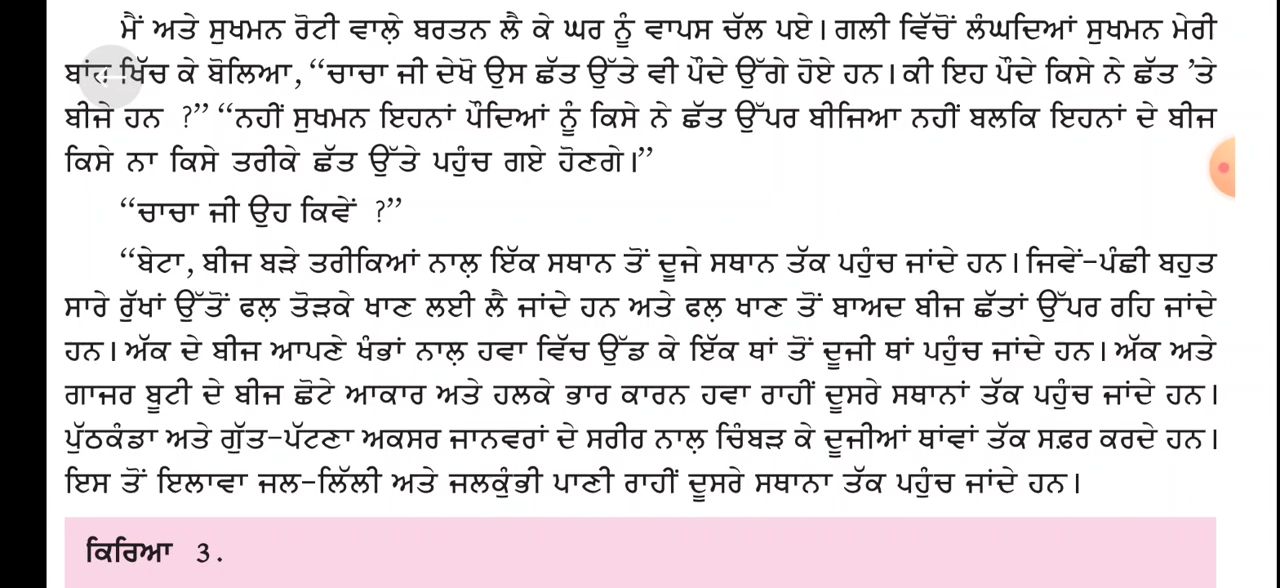 ਮੈਂ ਅਤੇ ਸੁਖਮਨ ਰੋਟੀ ਵਾਲ਼ੇ ਬਰਤਨ ਲੈ ਕੇ ਘਰ ਨੂੰ ਵਾਪਸ ਚੱਲ ਪਏ। ਗਲੀ ਵਿੱਚੋਂ ਲੰਘਦਿਆਂ ਸੁਖਮਨ ਮੇਰੀ
ਬਾਂਹ ਖਿੱਚ ਕੇ ਬੋਲਿਆ, “ਚਾਚਾ ਜੀ ਦੇਖੋ ਉਸ ਛੱਤ ਉੱਤੇ ਵੀ ਪੌਦੇ ਉੱਗੇ ਹੋਏ ਹਨ। ਕੀ ਇਹ ਪੌਦੇ ਕਿਸੇ ਨੇ ਛੱਤ ’ਤੇ
ਬੀਜੇ ਹਨ ?” “ਨਹੀਂ ਸੁਖਮਨ ਇਹਨਾਂ ਪੌਦਿਆਂ ਨੂੰ ਕਿਸੇ ਨੇ ਛੱਤ ਉੱਪਰ ਬੀਜਿਆ ਨਹੀਂ ਬਲਕਿ ਇਹਨਾਂ ਦੇ ਬੀਜ
ਕਿਸੇ ਨਾ ਕਿਸੇ ਤਰੀਕੇ ਛੱਤ ਉੱਤੇ ਪਹੁੰਚ ਗਏ ਹੋਣਗੇ।”
“ਚਾਚਾ ਜੀ ਉਹ ਕਿਵੇਂ ?”
“ਬੇਟਾ, ਬੀਜ ਬੜੇ ਤਰੀਕਿਆਂ ਨਾਲ਼ ਇੱਕ ਸਥਾਨ ਤੋਂ ਦੂਜੇ ਸਥਾਨ ਤੱਕ ਪਹੁੰਚ ਜਾਂਦੇ ਹਨ। ਜਿਵੇਂ-ਪੰਛੀ ਬਹੁਤ
ਸਾਰੇ ਰੁੱਖਾਂ ਉੱਤੋਂ ਫਲ਼ ਤੋੜਕੇ ਖਾਣ ਲਈ ਲੈ ਜਾਂਦੇ ਹਨ ਅਤੇ ਫਲ਼ ਖਾਣ ਤੋਂ ਬਾਅਦ ਬੀਜ ਛੱਤਾਂ ਉੱਪਰ ਰਹਿ ਜਾਂਦੇ
ਹਨ। ਅੱਕ ਦੇ ਬੀਜ ਆਪਣੇ ਖੰਭਾਂ ਨਾਲ਼ ਹਵਾ ਵਿੱਚ ਉੱਡ ਕੇ ਇੱਕ ਥਾਂ ਤੋਂ ਦੂਜੀ ਥਾਂ ਪਹੁੰਚ ਜਾਂਦੇ ਹਨ। ਅੱਕ ਅਤੇ
ਗਾਜਰ ਬੂਟੀ ਦੇ ਬੀਜ ਛੋਟੇ ਆਕਾਰ ਅਤੇ ਹਲਕੇ ਭਾਰ ਕਾਰਨ ਹਵਾ ਰਾਹੀਂ ਦੂਸਰੇ ਸਥਾਨਾਂ ਤੱਕ ਪਹੁੰਚ ਜਾਂਦੇ ਹਨ।
ਪੁੱਠਕੰਡਾ ਅਤੇ ਗੁੱਤ-ਪੱਟਣਾ ਅਕਸਰ ਜਾਨਵਰਾਂ ਦੇ ਸਰੀਰ ਨਾਲ਼ ਚਿੰਬੜ ਕੇ ਦੂਜੀਆਂ ਥਾਂਵਾਂ ਤੱਕ ਸਫ਼ਰ ਕਰਦੇ ਹਨ।
ਇਸ ਤੋਂ ਇਲਾਵਾ ਜਲ-ਲਿੱਲੀ ਅਤੇ ਜਲਕੁੰਭੀ ਪਾਣੀ ਰਾਹੀਂ ਦੂਸਰੇ ਸਥਾਨਾ ਤੱਕ ਪਹੁੰਚ ਜਾਂਦੇ ਹਨ।
ਕਿਰਿਆ 3.